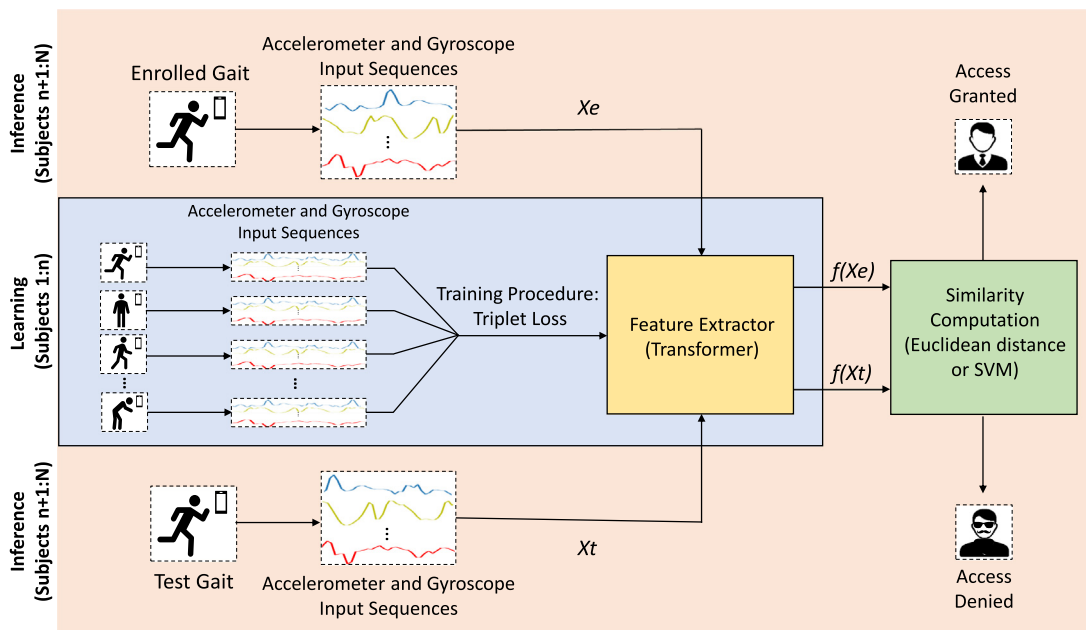 Inference
(Subjects n+1:N)
Enrolled Gait
Accelerometer and Gyroscope
Input Sequences
Xe
Access
Granted
Learning
(Subjects 1:n)
Accelerometer and Gyroscope
Input Sequences
Training Procedure:
Triplet Loss
Feature Extractor
(Transformer)
f(Xe)
f(Xt)
Similarity
Computation
(Euclidean distance
or SVM)
Inference
(Subjects n+1:N)
Test Gait
Accelerometer and Gyroscope
Input Sequences
Xt
Access
Denied